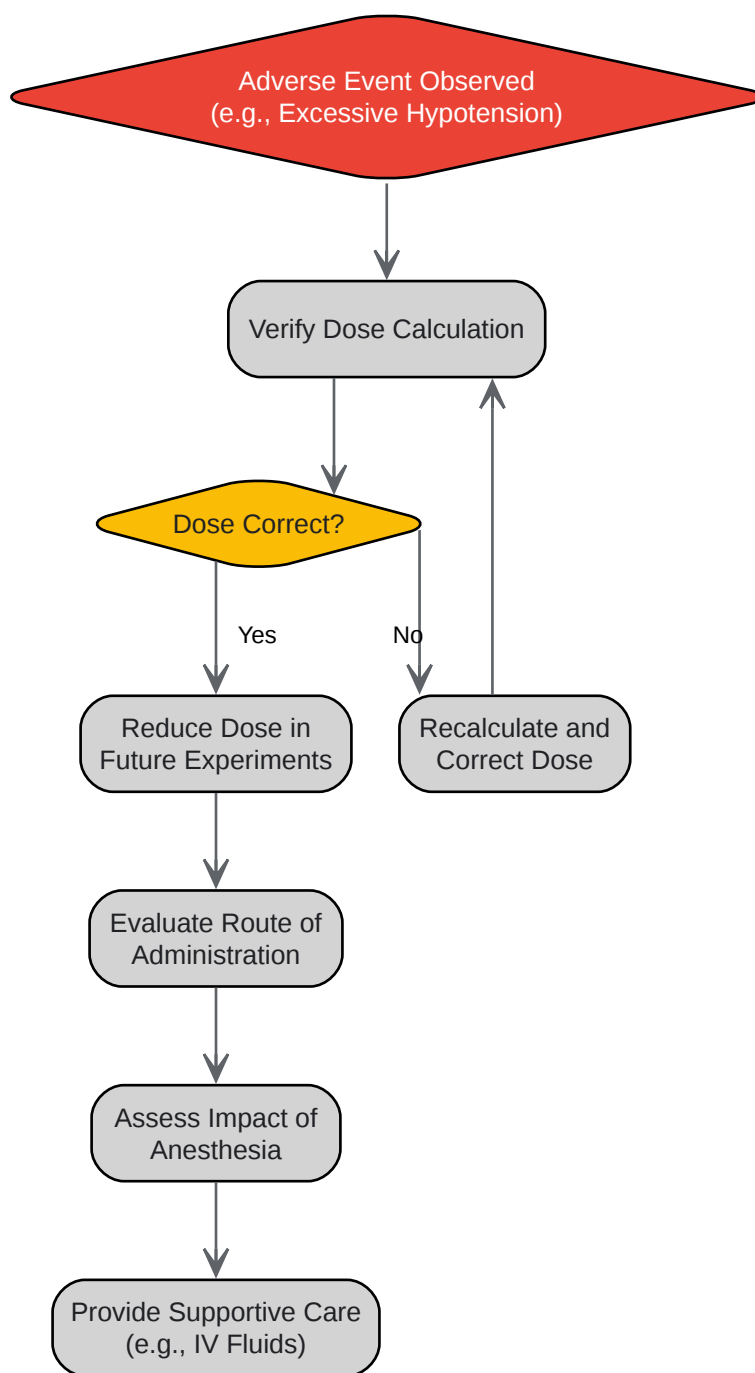 Adverse Event Observed
(e.g., Excessive Hypotension)
Verify Dose Calculation
Dose Correct?
Yes
No
Reduce Dose in
Future Experiments
Recalculate and
Correct Dose
Evaluate Route of
Administration
Assess Impact of
Anesthesia
Provide Supportive Care
(e.g., IV Fluids)